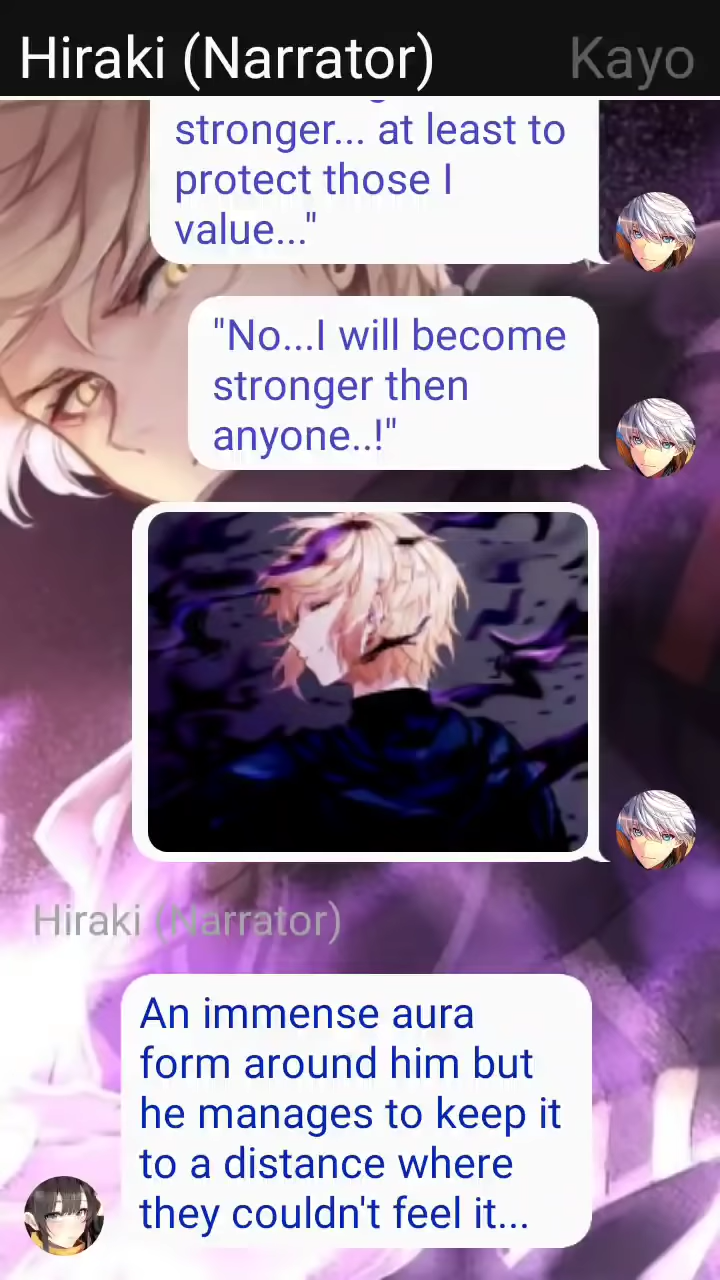 Hiraki (Narrator) Kayo
stronger... at least to
protect those I
value..."
"No...I will become
stronger then
anyone..!"
Hiraki (Narrator)
An immense aura
form around him but
he manages to keep it
to a distance where
they couldn't feel it...